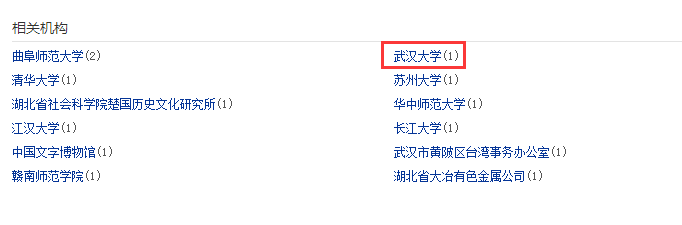 相关机构
曲阜师范大学(2) 武汉大学(1)
清华大学(1) 苏州大学(1)
湖北省社会科学院楚国历史文化研究所(1) 华中师范大学(1)
江汉大学(1) 长江大学(1)
中国文字博物馆(1) 武汉市黄陂区台湾事务办公室(1)
赣南师范学院(1) 湖北省大冶有色金属公司(1)